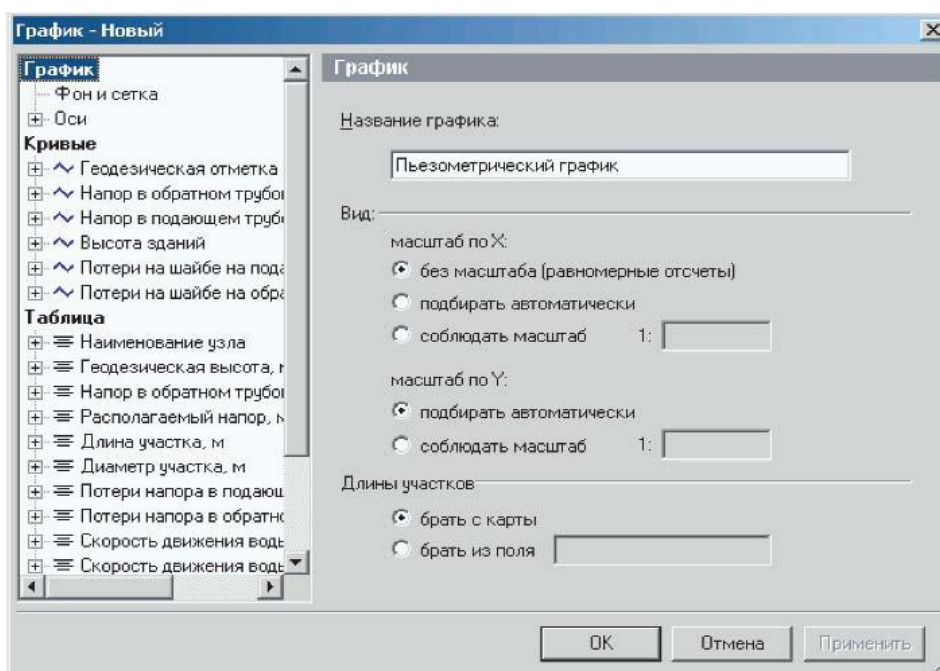 График - Новый
График
Фон и сетка
Оси
Кривые
Геодезическая отметка
Напор в обратном трубо
Напор в подающем труб
Высота зданий
Потери на шайбе на пода
Потери на шайбе на обра
Таблица
Наименование узла
Геодезическая высота,
Напор в обратном трубо
Располагаемый напор, м
Длина участка, м
Диаметр участка, м
Потери напора в подающ
Потери напора в обратно
Скорость движения воды
Скорость движения воды
График
Название графика:
Пьезометрический график
Вид:
масштаб по X:
без масштаба (равномерные отсчеты)
подбирать автоматически
соблюдать масштаб 1:
масштаб по Y:
подбирать автоматически
соблюдать масштаб 1:
Длины участков
брать с карты
брать из поля
OK
Отмена
Применить